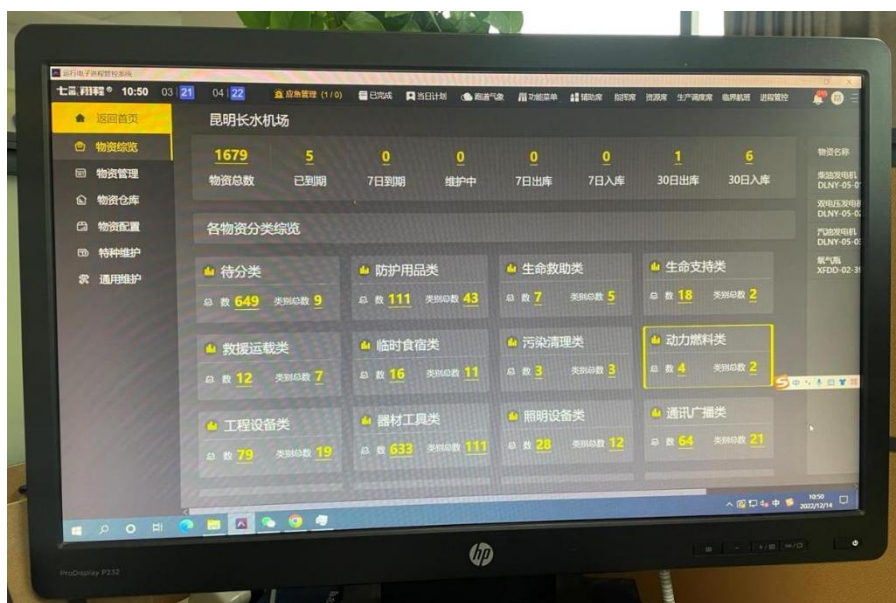 运行电子进程管控系统
10:50 03 21 04 22 应急管理 (1/0) 已完成 当日计划 跑道气象 功能菜单 辅助席 指挥席 资源席 生产调度席 临界航班 进程管控
返回首页
物资综览
物资管理
物资仓库
物资配置
特种维护
通用维护
昆明长水机场
1679 5 0 0 0 0 1 6
物资总数 已到期 7日到期 维护中 7日出库 7日入库 30日出库 30日入库
各物资分类综览
待分类 防护用品类 生命救助类 生命支持类
总 数 649 类别总数 9 总 数 111 类别总数 43 总 数 7 类别总数 5 总 数 18 类别总数 2
救援运载类 临时食宿类 污染清理类 动力燃料类
总 数 12 类别总数 7 总 数 16 类别总数 11 总 数 3 类别总数 3 总 数 4 类别总数 2
工程设备类 器材工具类 照明设备类 通讯广播类
总 数 79 类别总数 19 总 数 633 类别总数 111 总 数 28 类别总数 12 总 数 64 类别总数 21
物资名称
柴油发电机
DLNY-05-0
双电压发电机
DLNY-05-0
汽油发电机
DLNY-05-0
氧气瓶
XFDD-02-3
中
中
10:50
2022/12/14
hp
ProDisplay P232